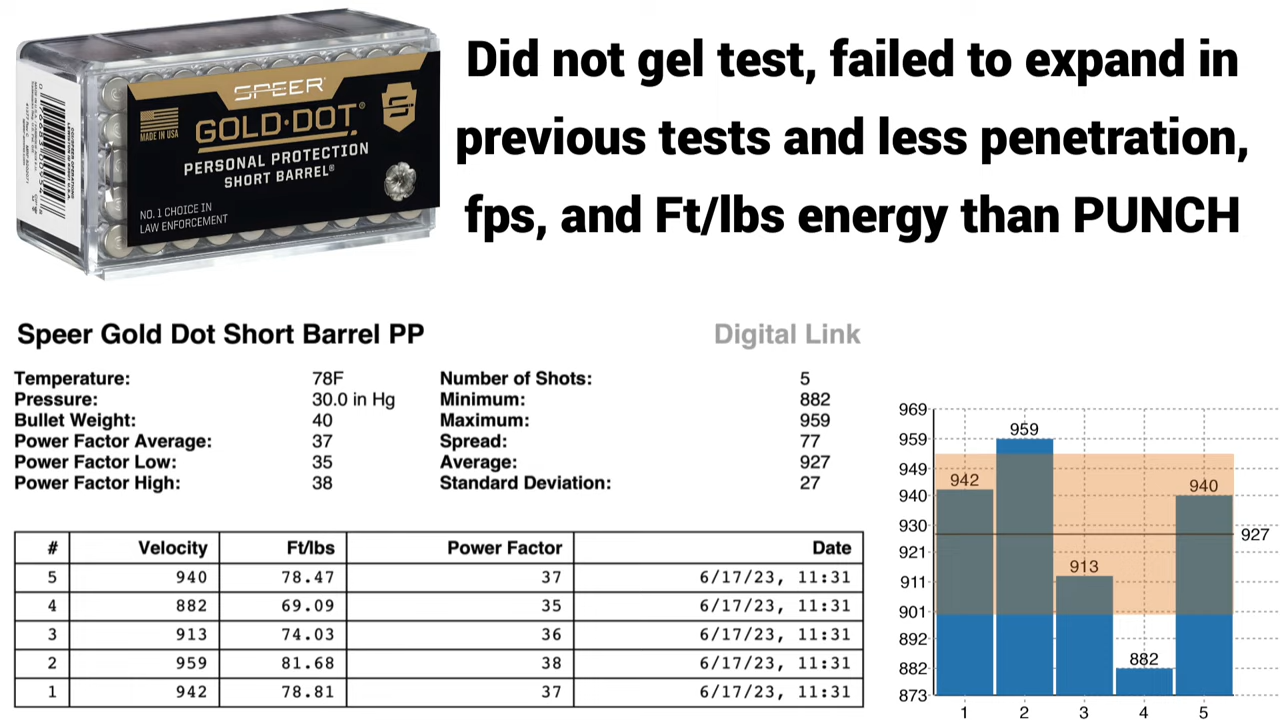 SPEER
GOLD·DOT®
PERSONAL PROTECTION
SHORT BARREL®
MADE IN USA
NO. 1 CHOICE IN
LAW ENFORCEMENT
Did not gel test, failed to expand in
previous tests and less penetration,
fps, and Ft/lbs energy than PUNCH
Speer Gold Dot Short Barrel PP
Digital Link
Temperature: 78F
Pressure: 30.0 in Hg
Bullet Weight: 40
Power Factor Average: 37
Power Factor Low: 35
Power Factor High: 38
Number of Shots: 5
Minimum: 882
Maximum: 959
Spread: 77
Average: 927
Standard Deviation: 27
# Velocity Ft/lbs Power Factor Date
5 940 78.47 37 6/17/23, 11:31
4 882 69.09 35 6/17/23, 11:31
3 913 74.03 36 6/17/23, 11:31
2 959 81.68 38 6/17/23, 11:31
1 942 78.81 37 6/17/23, 11:31
969
959
949
940
930
921
911
901
892
882
873
942
959
913
882
940
927
1 2 3 4 5